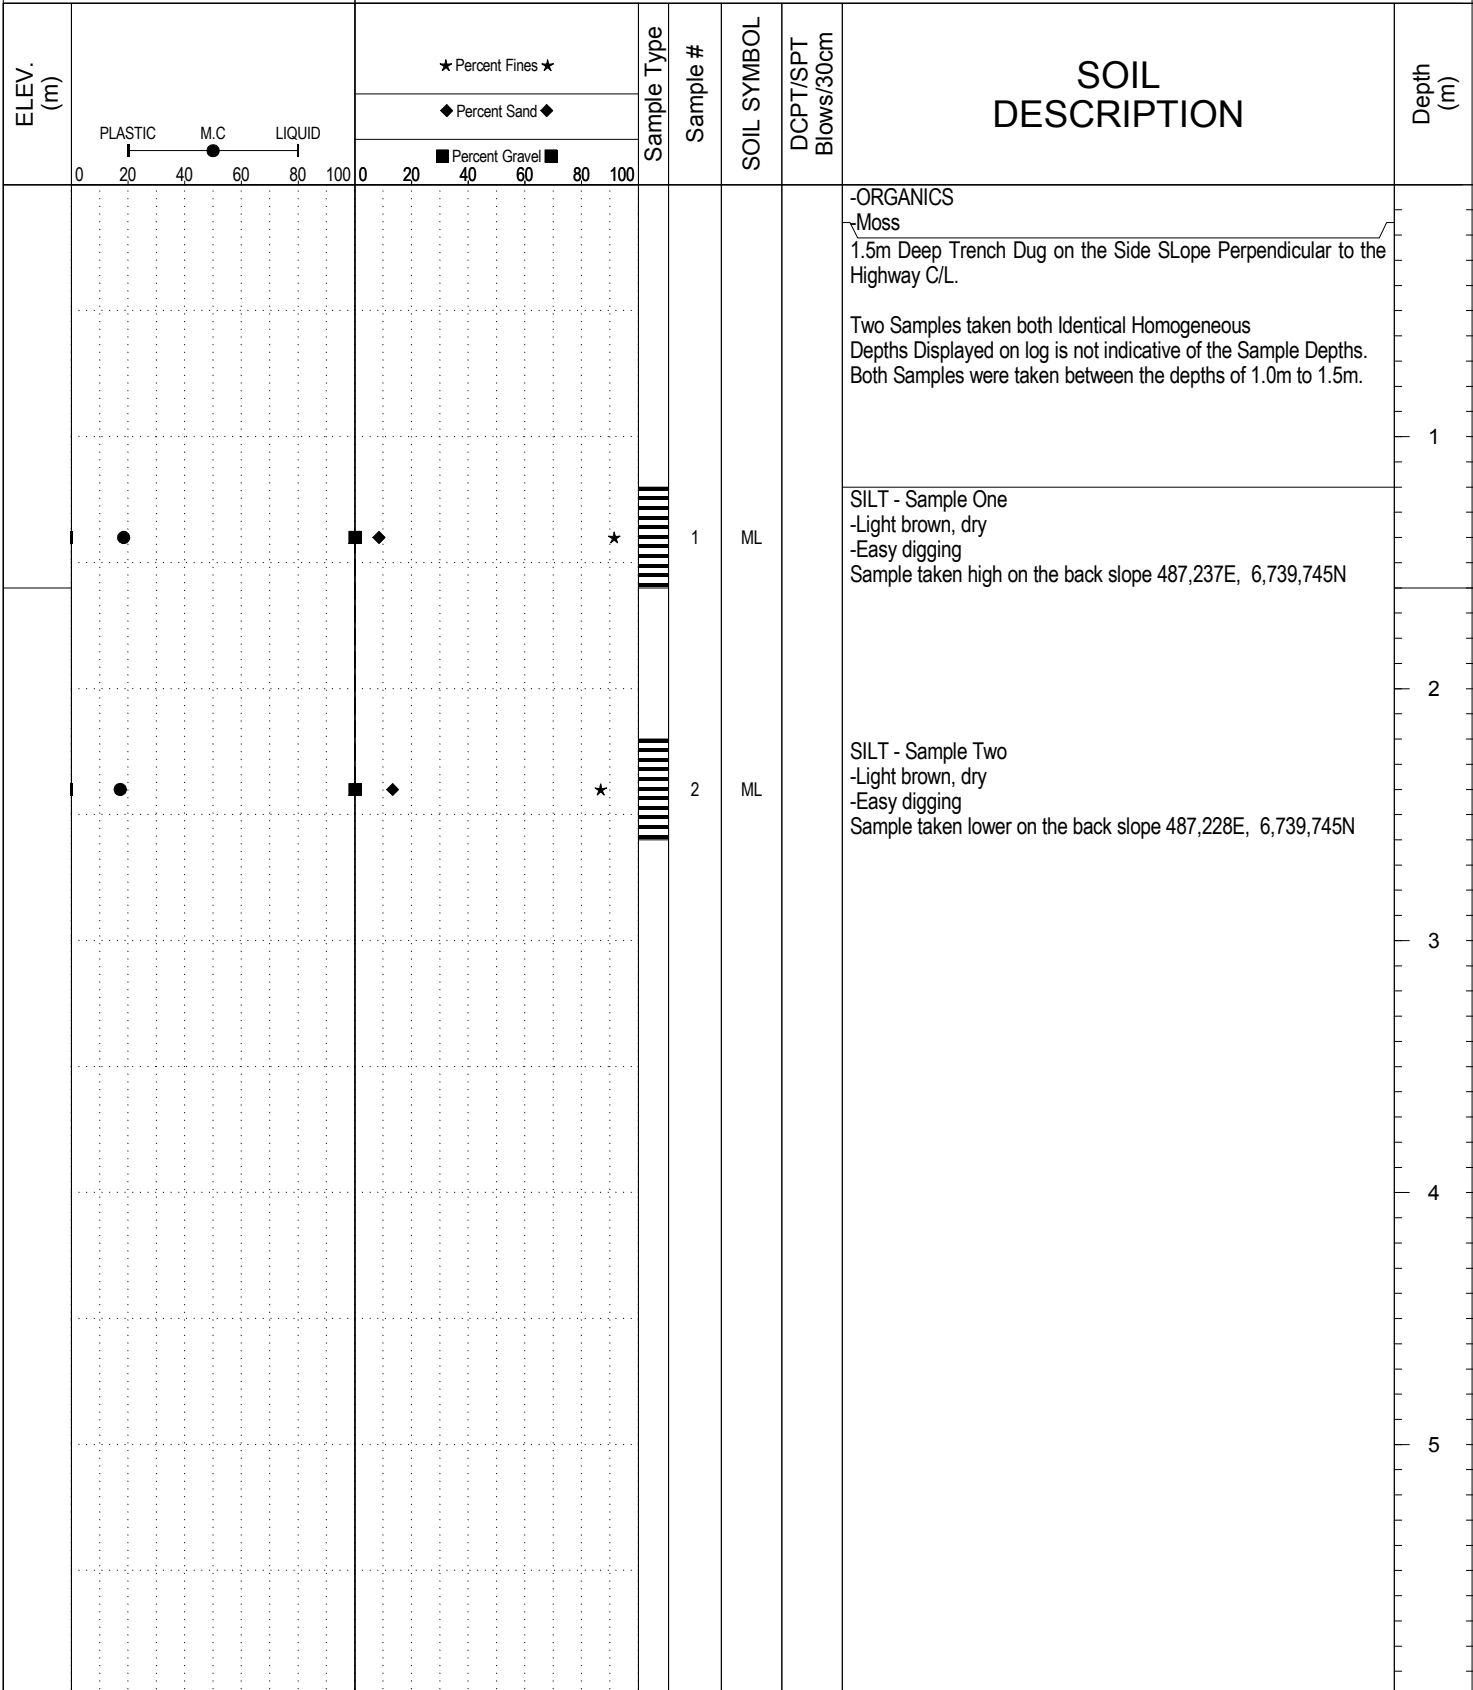 ELEV.
(m)
PLASTIC M.C LIQUID
0 20 40 60 80 100
★ Percent Fines ★
◆ Percent Sand ◆
■ Percent Gravel ■
0 20 40 60 80 100
Sample Type
Sample #
SOIL SYMBOL
DCPT/SPT
Blows/30cm
SOIL
DESCRIPTION
Depth
(m)
-ORGANICS
-Moss
1.5m Deep Trench Dug on the Side SLope Perpendicular to the
Highway C/L.
Two Samples taken both Identical Homogeneous
Depths Displayed on log is not indicative of the Sample Depths.
Both Samples were taken between the depths of 1.0m to 1.5m.
1
1 ML
SILT - Sample One
-Light brown, dry
-Easy digging
Sample taken high on the back slope 487,237E, 6,739,745N
2
2 ML
SILT - Sample Two
-Light brown, dry
-Easy digging
Sample taken lower on the back slope 487,228E, 6,739,745N
3
4
5